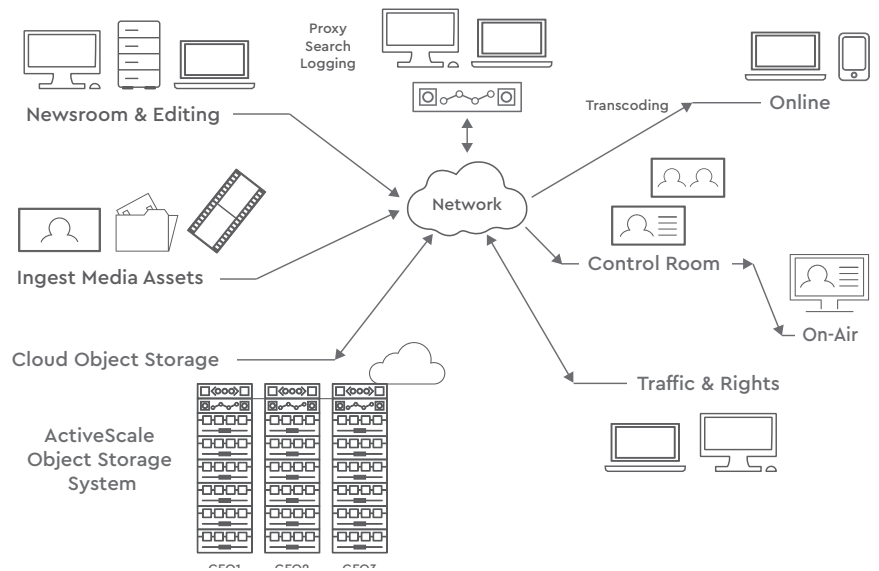 Proxy
Search
Logging
Newsroom & Editing
Transcoding
Online
Network
Ingest Media Assets
Control Room
On-Air
Cloud Object Storage
Traffic & Rights
ActiveScale
Object Storage
System